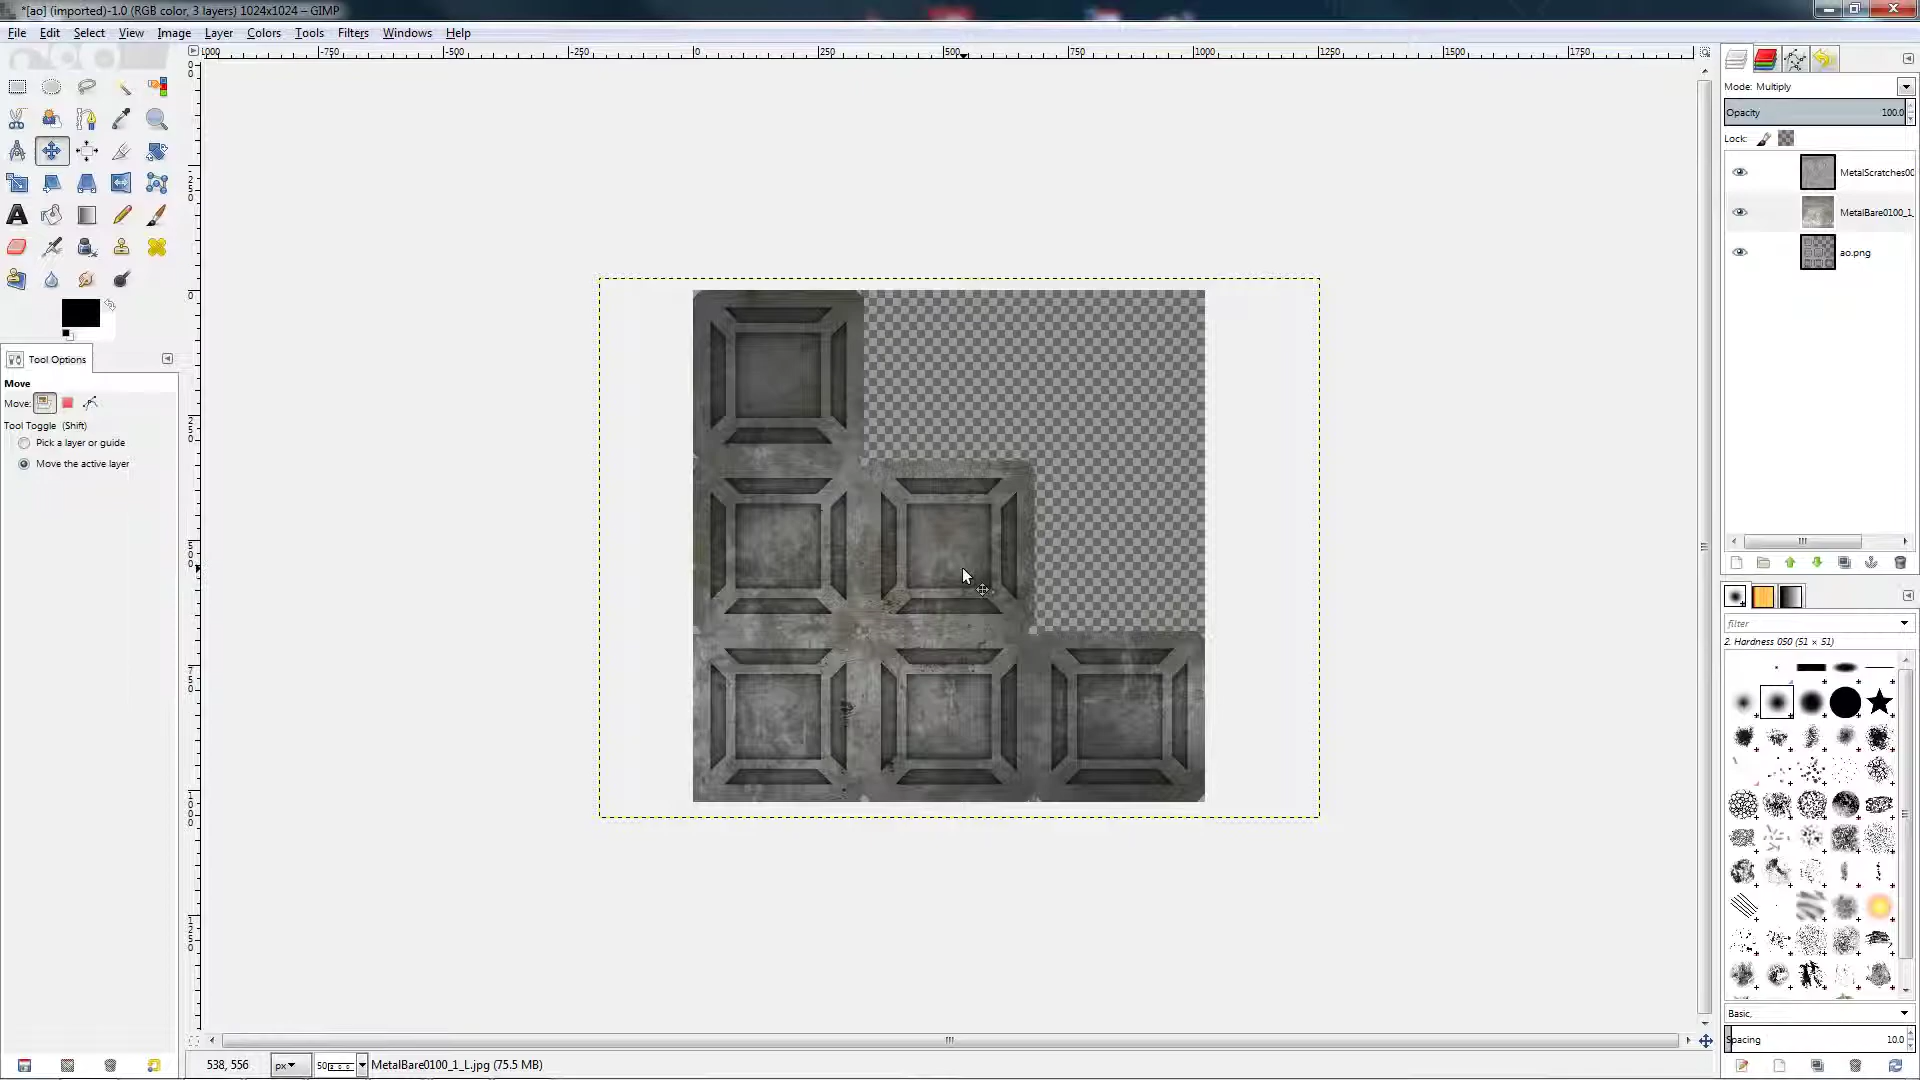 *[ao] (imported)-1.0 (RGB color, 3 layers) 1024x1024 – GIMP
File Edit Select View Image Layer Colors Tools Filters Windows Help
-750 -500 -250 0 250 500 750 1000 1250 1500 1750
Mode: Multiply
Opacity 100.0
Lock:
MetalScratches00
MetalBare0100_1_
ao.png
Tool Options
Move
Move:
Tool Toggle (Shift)
Pick a layer or guide
Move the active layer
filter
2. Hardness 050 (51 × 51)
Basic,
Spacing 10.0
538, 556 px 50 MetalBare0100_1_L.jpg (75.5 MB)